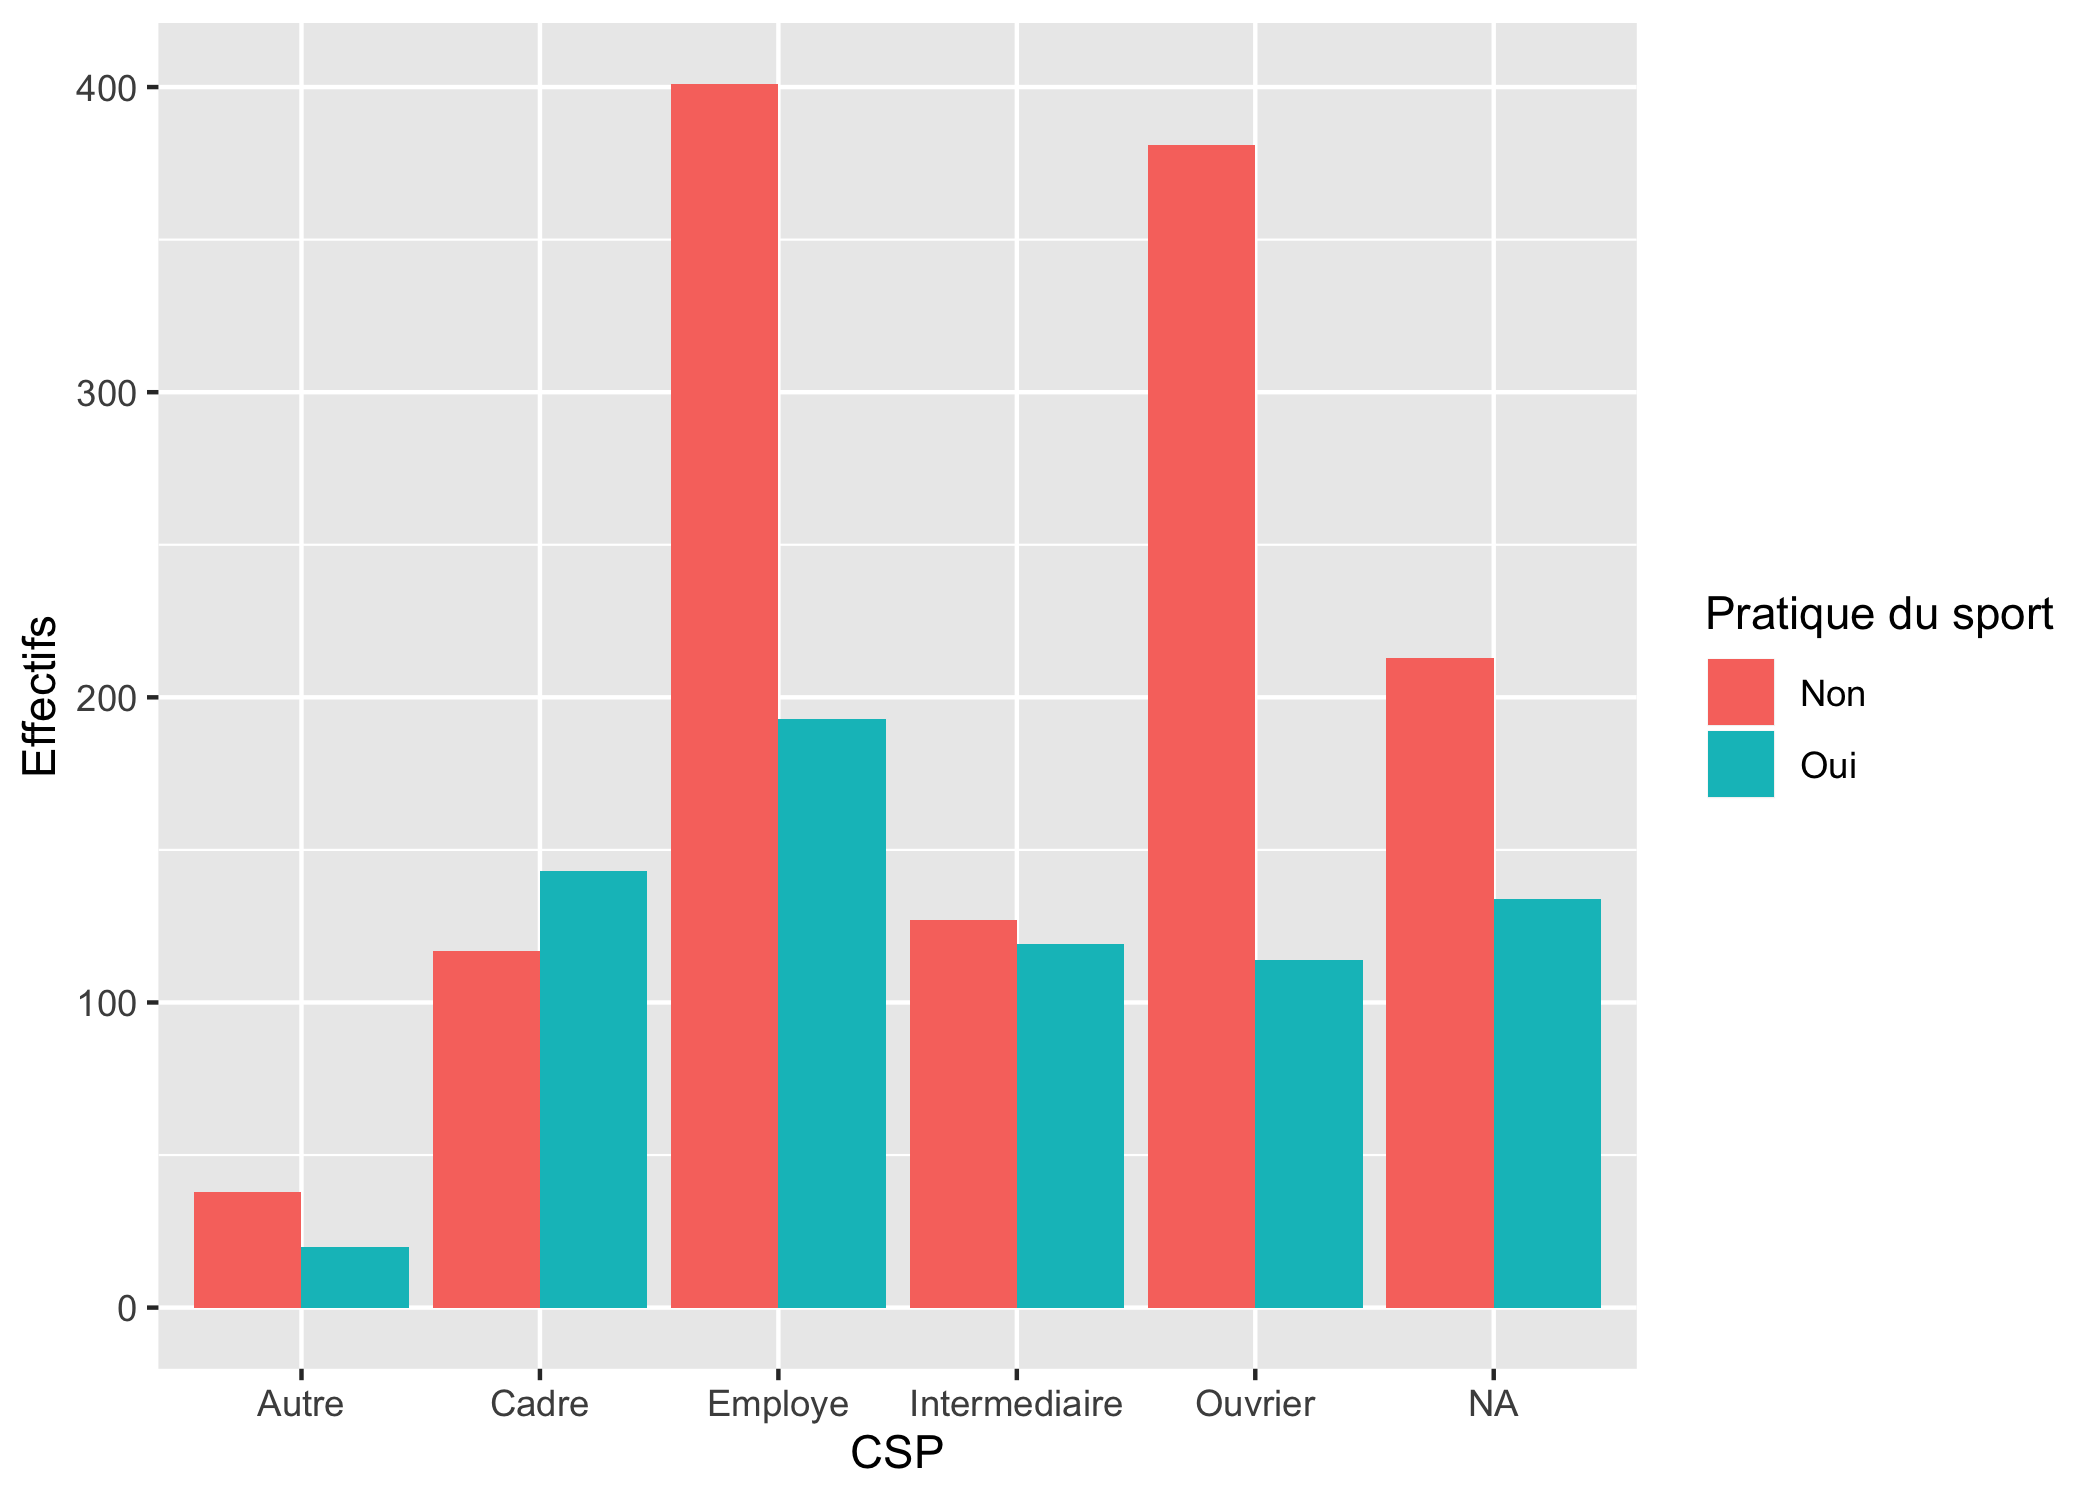 Effectifs
400
300
200
100
0
Autre
Cadre
Employe
Intermediaire
Ouvrier
NA
CSP
Pratique du sport
Non
Oui